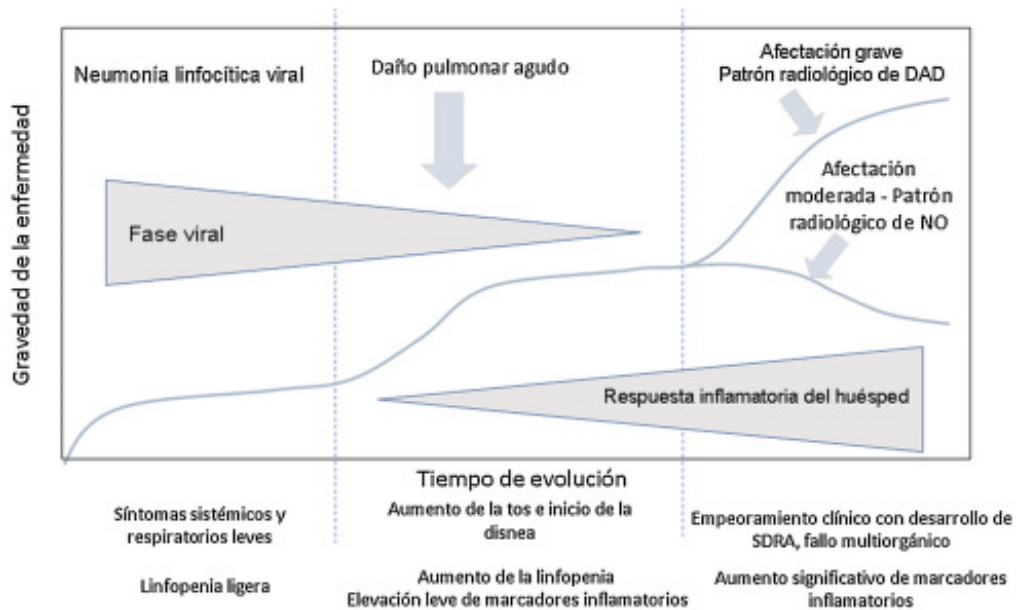 Gravedad de la enfermedad
Neumonía linfocítica viral
Daño pulmonar agudo
Afectación grave
Patrón radiológico de DAD
Afectación
moderada - Patrón
radiológico de NO
Fase viral
Respuesta inflamatoria del huésped
Tiempo de evolución
Síntomas sistémicos y
respiratorios leves
Linfopenia ligera
Aumento de la tos e inicio de la
disnea
Aumento de la linfopenia
Elevación leve de marcadores inflamatorios
Empeoramiento clínico con desarrollo de
SDRA, fallo multiorgánico
Aumento significativo de marcadores
inflamatorios